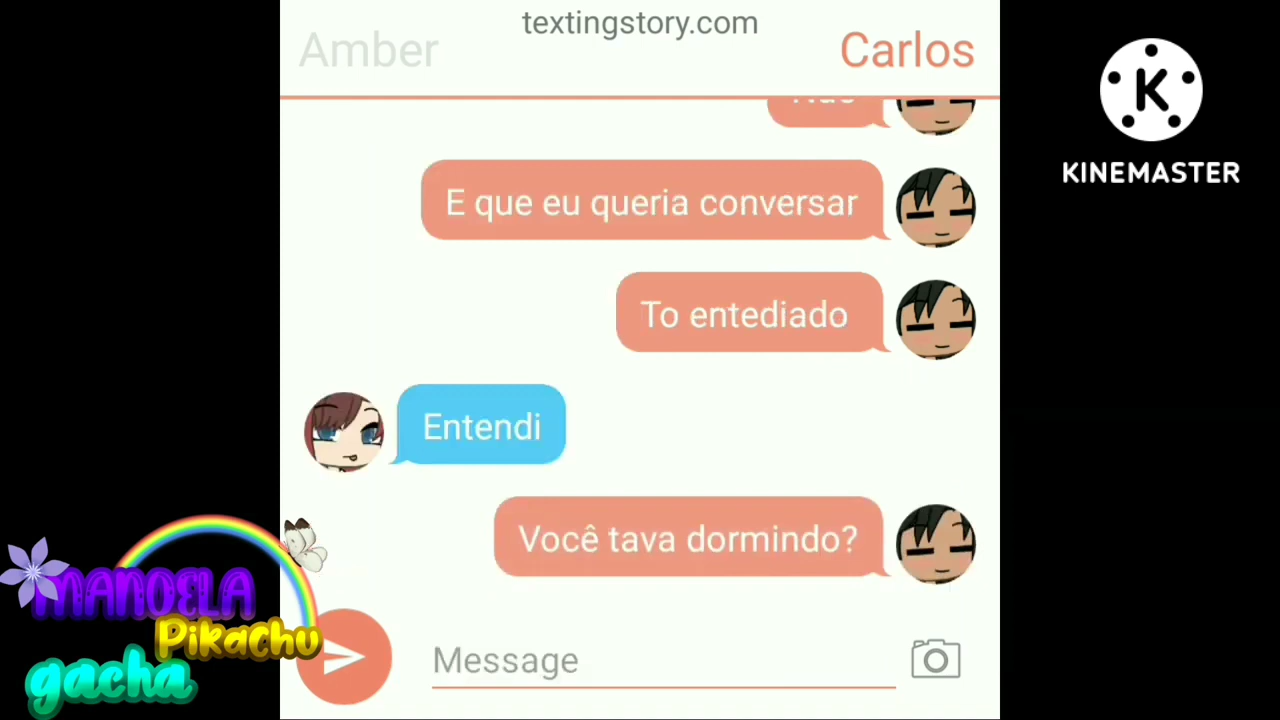 textingstory.com
Amber
Carlos
E que eu queria conversar
To entediado
Entendi
Você tava dormindo?
Message
K
KINEMASTER
MANOELA
Pikachu
gacha